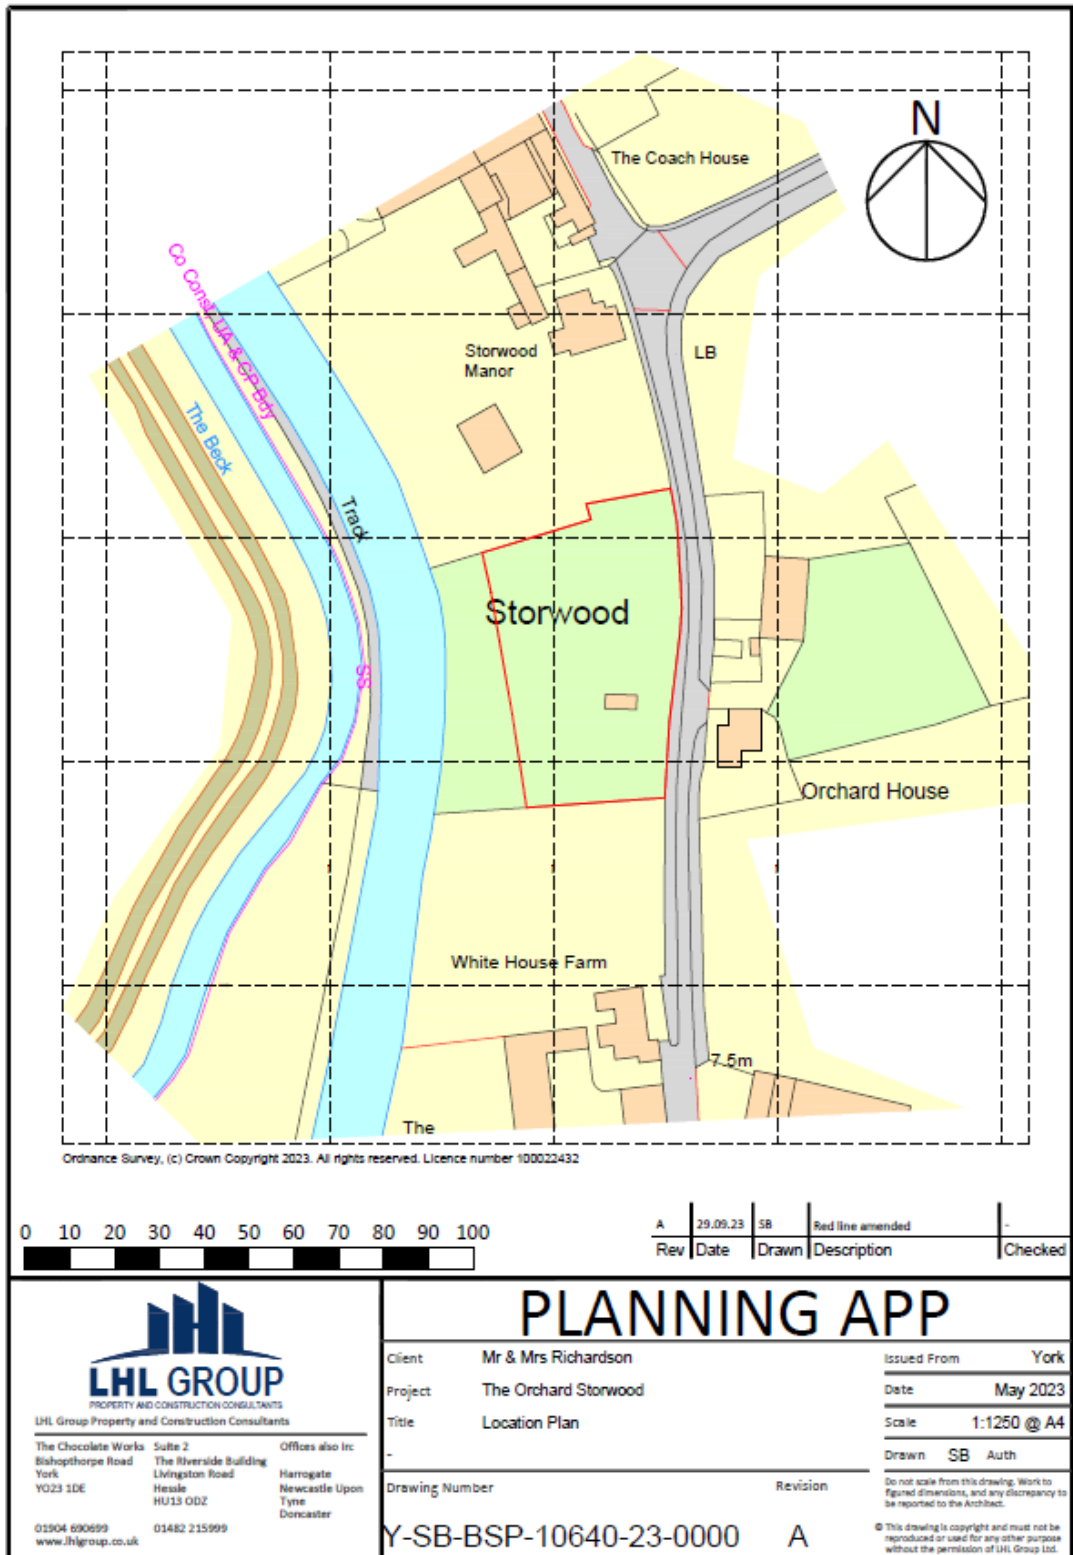 N
The Coach House
Co Const, UA & CP Bdy
Storwood
Manor
LB
The Beck
Track
Storwood
SS
Orchard House
White House Farm
7.5m
The
Ordnance Survey, (c) Crown Copyright 2023. All rights reserved. Licence number 100022432
0 10 20 30 40 50 60 70 80 90 100
A 29.09.23 SB Red line amended -
Rev Date Drawn Description Checked
LHL GROUP
PROPERTY AND CONSTRUCTION CONSULTANTS
LHL Group Property and Construction Consultants
The Chocolate Works
Bishopthorpe Road
York
YO23 1DE
01904 690699
www.lhlgroup.co.uk
Suite 2
The Riverside Building
Livingston Road
Hessle
HU13 0DZ
01482 215999
Offices also in:
Harrogate
Newcastle Upon
Tyne
Doncaster
PLANNING APP
Client Mr & Mrs Richardson
Project The Orchard Storwood
Title Location Plan
-
Drawing Number Revision
Y-SB-BSP-10640-23-0000 A
Issued From York
Date May 2023
Scale 1:1250 @ A4
Drawn SB Auth
Do not scale from this drawing. Work to
figured dimensions, and any discrepancy to
be reported to the Architect.
© This drawing is copyright and must not be
reproduced or used for any other purpose
without the permission of LHL Group Ltd.